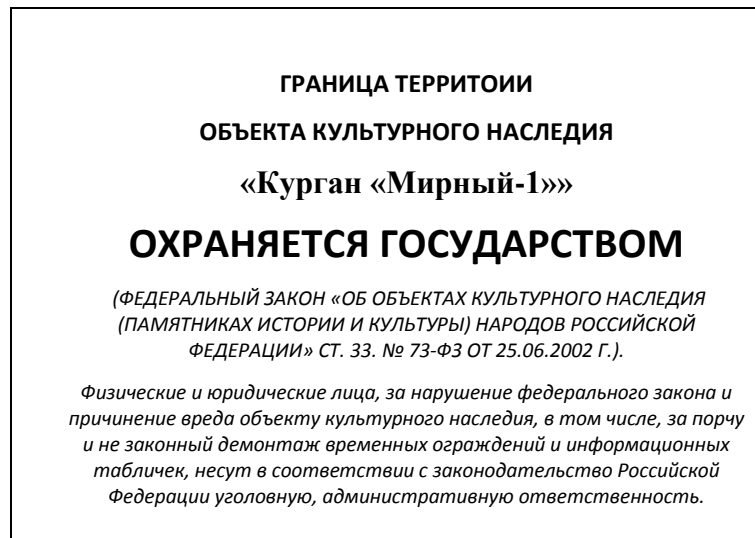 ГРАНИЦА ТЕРРИТОИИ
ОБЪЕКТА КУЛЬТУРНОГО НАСЛЕДИЯ
«Курган «Мирный-1»»
ОХРАНЯЕТСЯ ГОСУДАРСТВОМ
(ФЕДЕРАЛЬНЫЙ ЗАКОН «ОБ ОБЪЕКТАХ КУЛЬТУРНОГО НАСЛЕДИЯ
(ПАМЯТНИКАХ ИСТОРИИ И КУЛЬТУРЫ) НАРОДОВ РОССИЙСКОЙ
ФЕДЕРАЦИИ» СТ. 33. № 73-ФЗ ОТ 25.06.2002 Г.).
Физические и юридические лица, за нарушение федерального закона и
причинение вреда объекту культурного наследия, в том числе, за порчу
и не законный демонтаж временных ограждений и информационных
табличек, несут в соответствии с законодательство Российской
Федерации уголовную, административную ответственность.